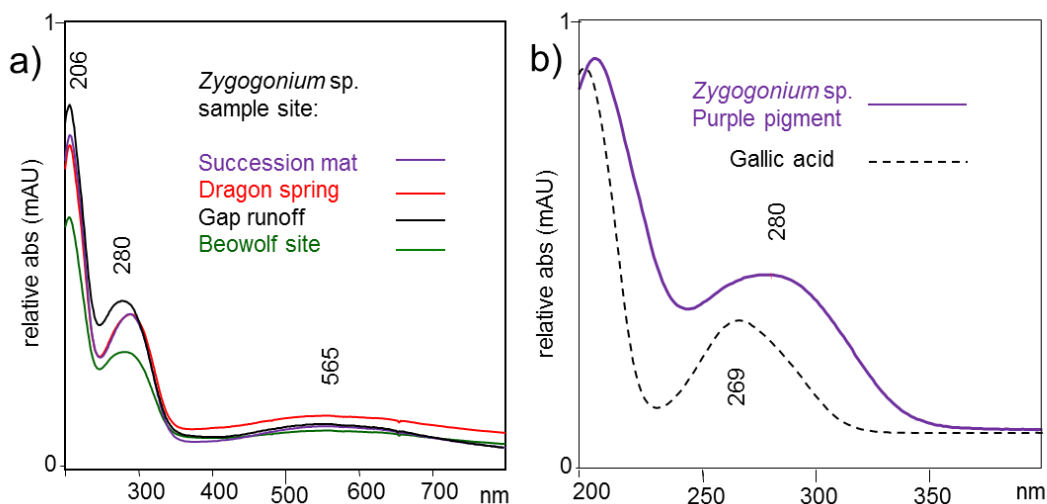 a)
1
relative abs (mAU)
0
206
280
565
Zygogonium sp.
sample site:
Succession mat
Dragon spring
Gap runoff
Beowolf site
200 300 400 500 600 700 nm
b)
1
relative abs (mAU)
0
Zygogonium sp.
Purple pigment
Gallic acid
280
269
200 250 300 350 nm